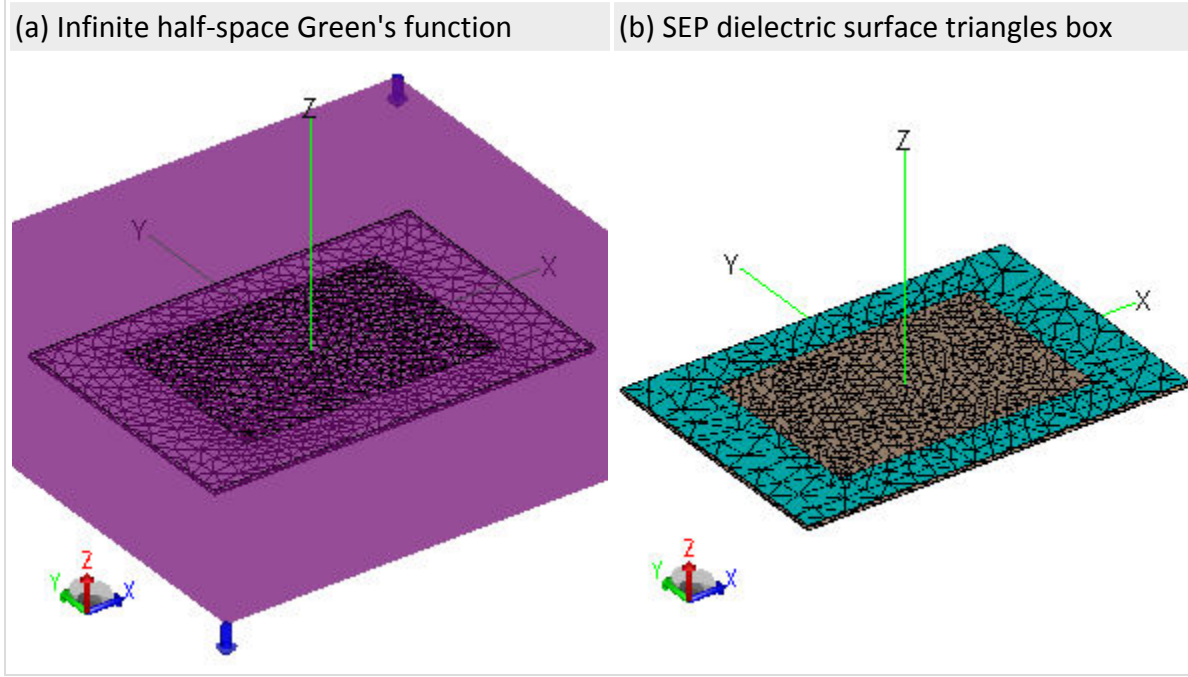 (a) Infinite half-space Green's function
(b) SEP dielectric surface triangles box
Z
Y
X
Z
Y
X
Z
Y
X
Z
Y
X